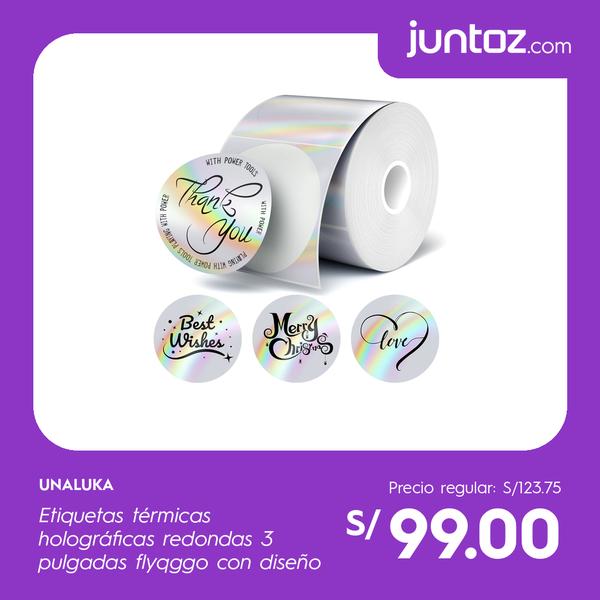 juntoz.com
WITH POWER TOOLS
Thank
You
PLAYING WITH POWER TOOLS PLAYING WITH POWER
Best
Wishes
Merry
Christmas
love
UNALUKA
Etiquetas térmicas
holográficas redondas 3
pulgadas flyqggo con diseño
Precio regular: S/123.75
S/ 99.00